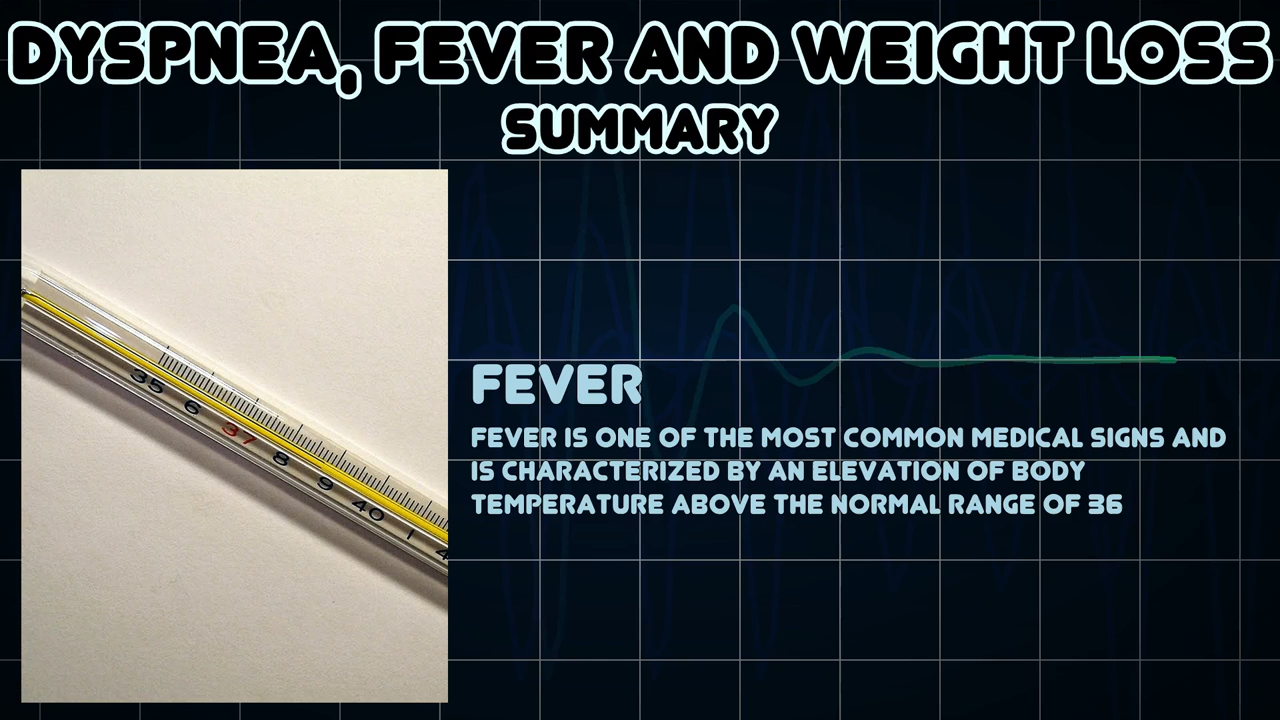 DYSPNEA, FEVER AND WEIGHT LOSS
SUMMARY
35
6
37
8
9
40
1
FEVER
FEVER IS ONE OF THE MOST COMMON MEDICAL SIGNS AND
IS CHARACTERIZED BY AN ELEVATION OF BODY
TEMPERATURE ABOVE THE NORMAL RANGE OF 36